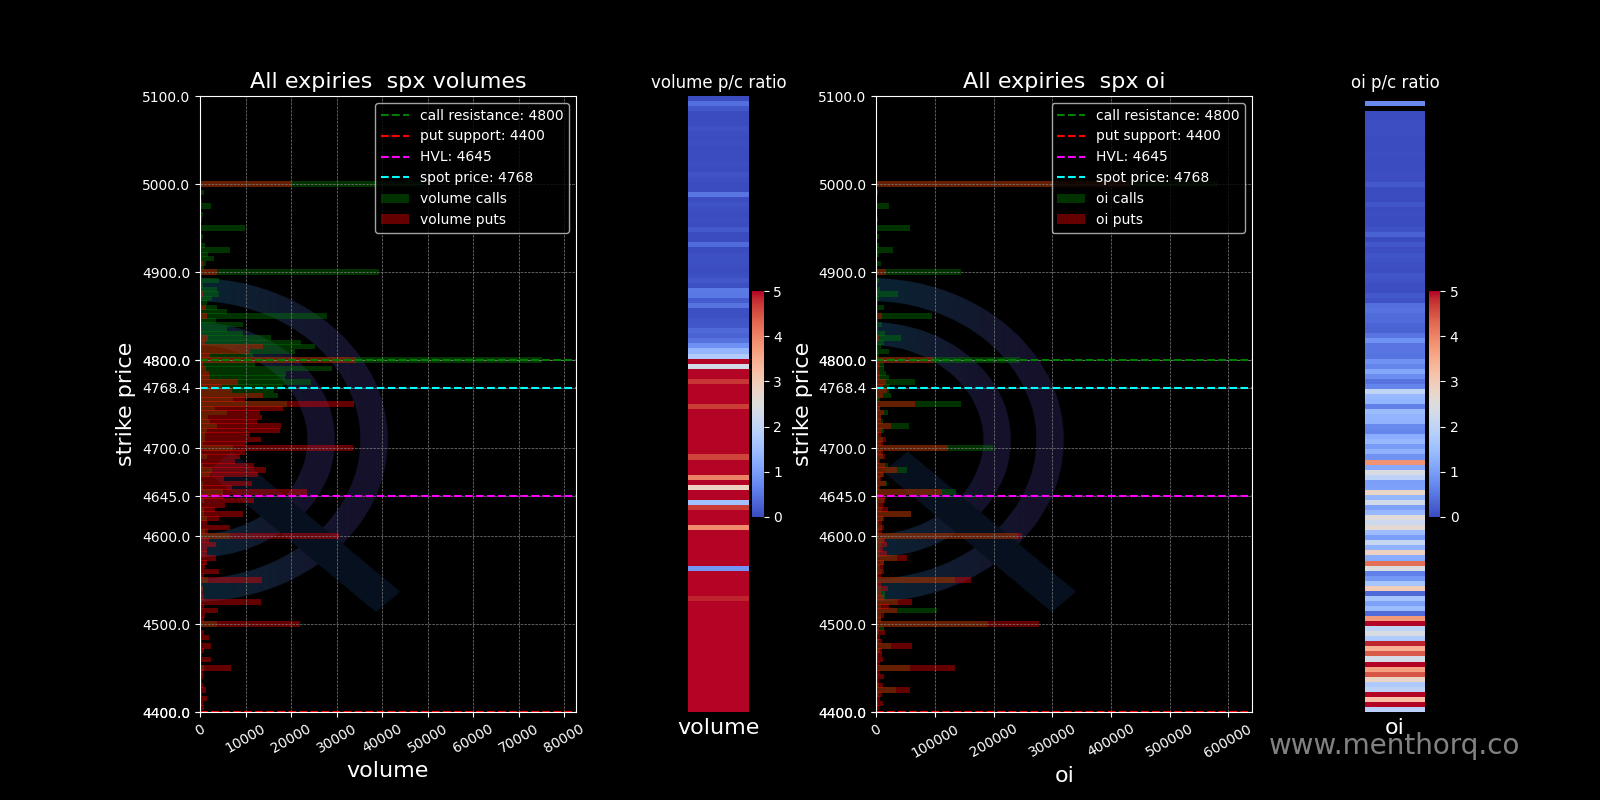 All expiries  spx volumes
volume p/c ratio
All expiries  spx oi
oi p/c ratio
5100.0
5000.0
4900.0
4800.0
4768.4
4700.0
4645.0
4600.0
4500.0
4400.0
strike price
call resistance: 4800
put support: 4400
HVL: 4645
spot price: 4768
volume calls
volume puts
0
10000
20000
30000
40000
50000
60000
70000
80000
volume
5
4
3
2
1
0
volume
5100.0
5000.0
4900.0
4800.0
4768.4
4700.0
4645.0
4600.0
4500.0
4400.0
strike price
call resistance: 4800
put support: 4400
HVL: 4645
spot price: 4768
oi calls
oi puts
0
100000
200000
300000
400000
500000
600000
oi
5
4
3
2
1
0
oi
www.menthorq.co